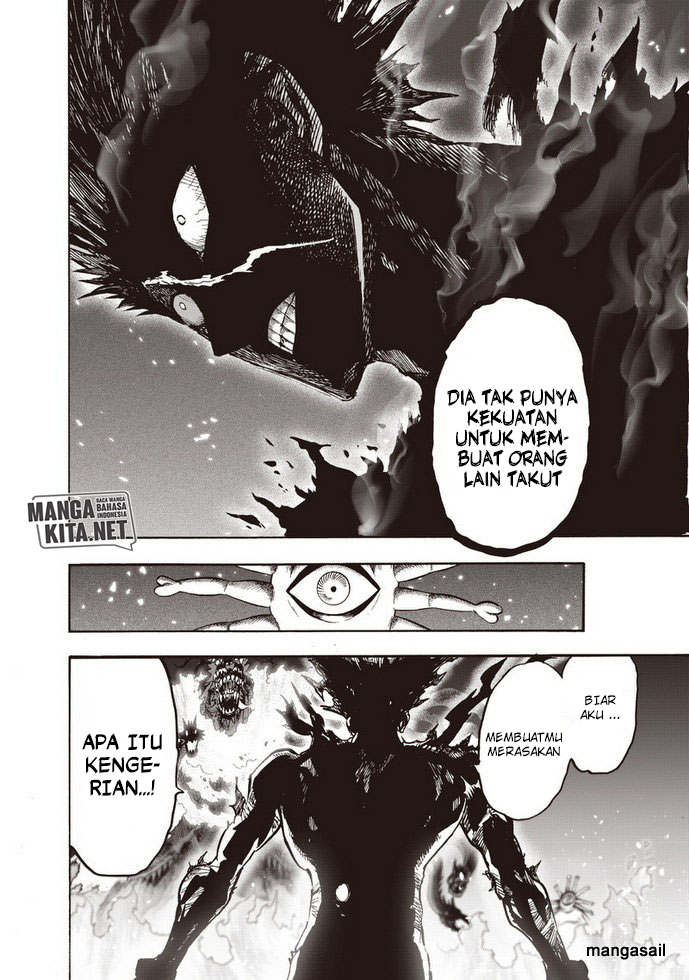 DIA TAK PUNYA
KEKUATAN
UNTUK MEM-
BUAT ORANG
LAIN TAKUT
MANGA
BACA MANGA
BAHASA
INDONESIA
KITA.NET
BIAR
AKU ...
MEMBUATMU
MERASAKAN
APA ITU
KENGE-
RIAN...!
mangasail